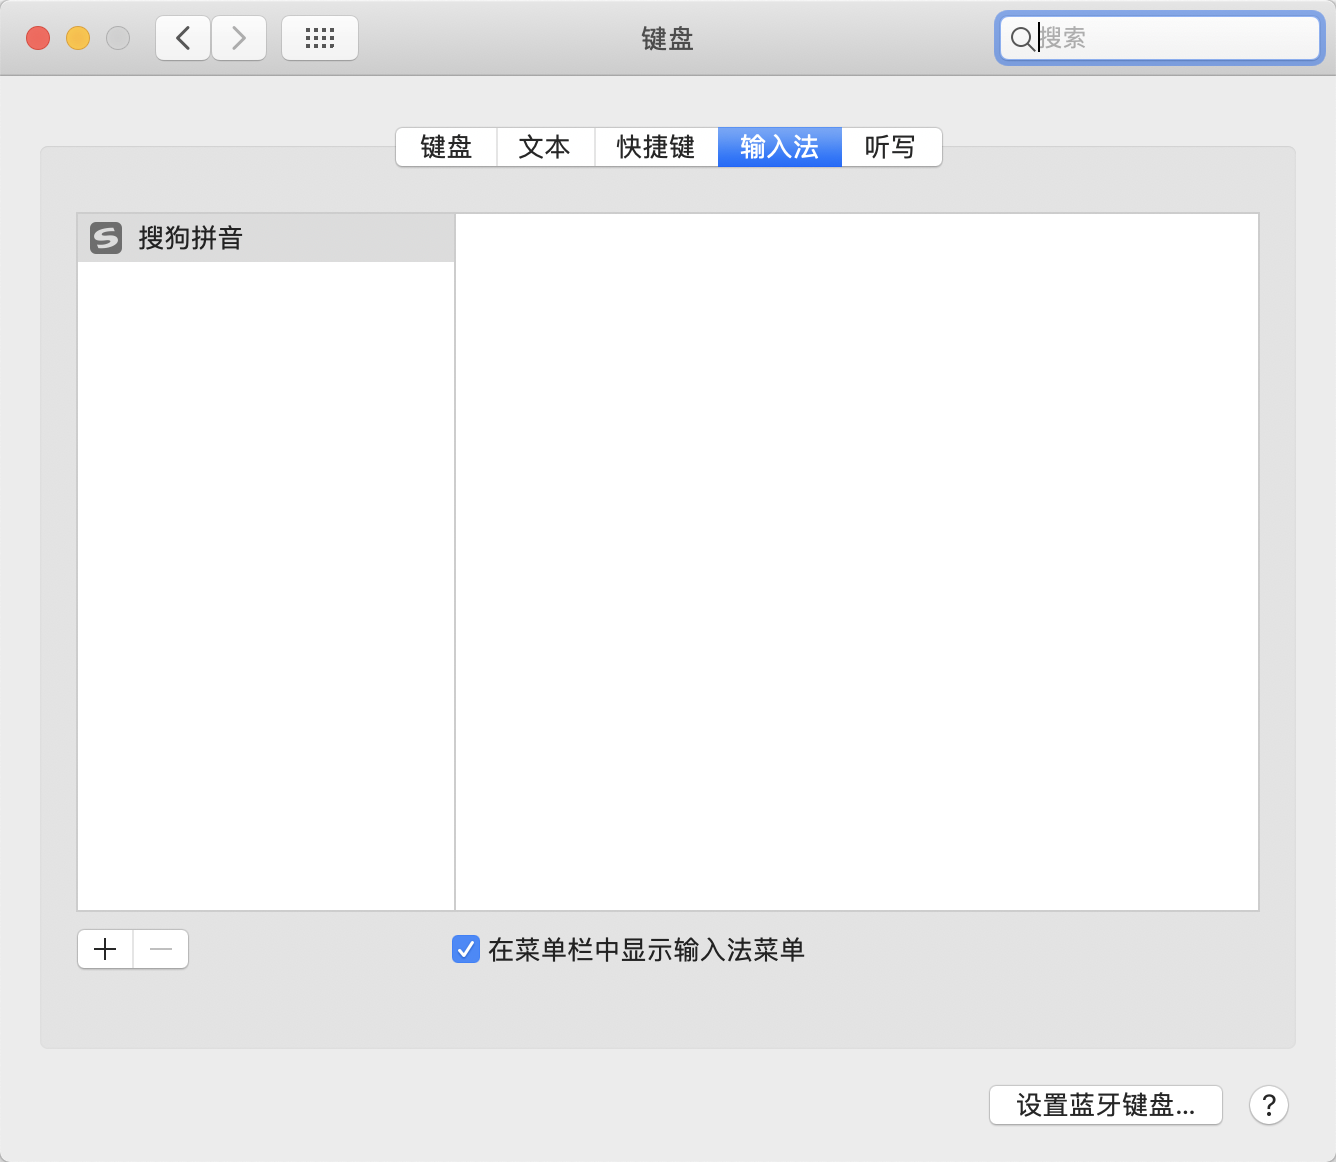 键盘
搜索
键盘 文本 快捷键 输入法 听写
搜狗拼音
在菜单栏中显示输入法菜单
设置蓝牙键盘... ?